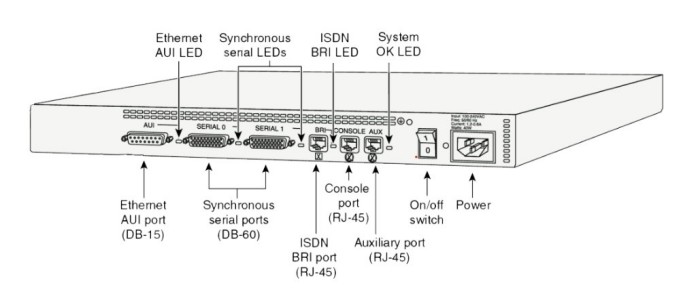 Ethernet
AUI LED
Synchronous
serial LEDs
ISDN
BRI LED
System
OK LED
AUI
SERIAL 0
SERIAL 1
BRI
CONSOLE
AUX
1
0
Ethernet
AUI port
(DB-15)
Synchronous
serial ports
(DB-60)
ISDN
BRI port
(RJ-45)
Console
port
(RJ-45)
Auxiliary port
(RJ-45)
On/off
switch
Power